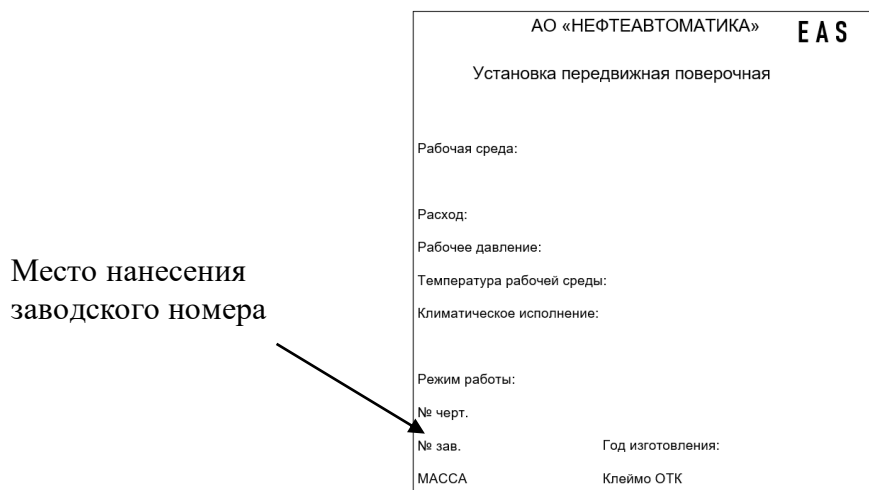 АО «НЕФТЕАВТОМАТИКА» EAS
Установка передвижная поверочная
Рабочая среда:
Расход:
Рабочее давление:
Температура рабочей среды:
Климатическое исполнение:
Режим работы:
№ черт.
№ зав. Год изготовления:
МАССА Клеймо ОТК
Место нанесения
заводского номера